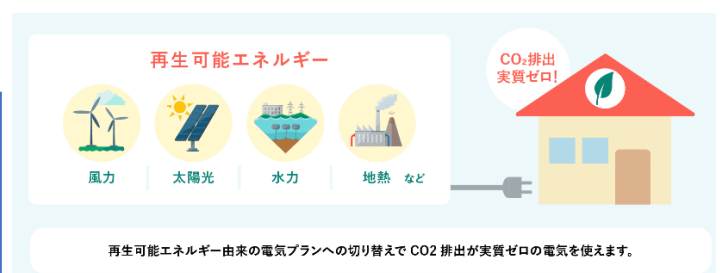 再生可能エネルギー
CO₂排出
実質ゼロ!
風力
太陽光
水力
地熱 など
再生可能エネルギー由来の電気プランへの切り替えで CO2 排出が実質ゼロの電気を使えます。